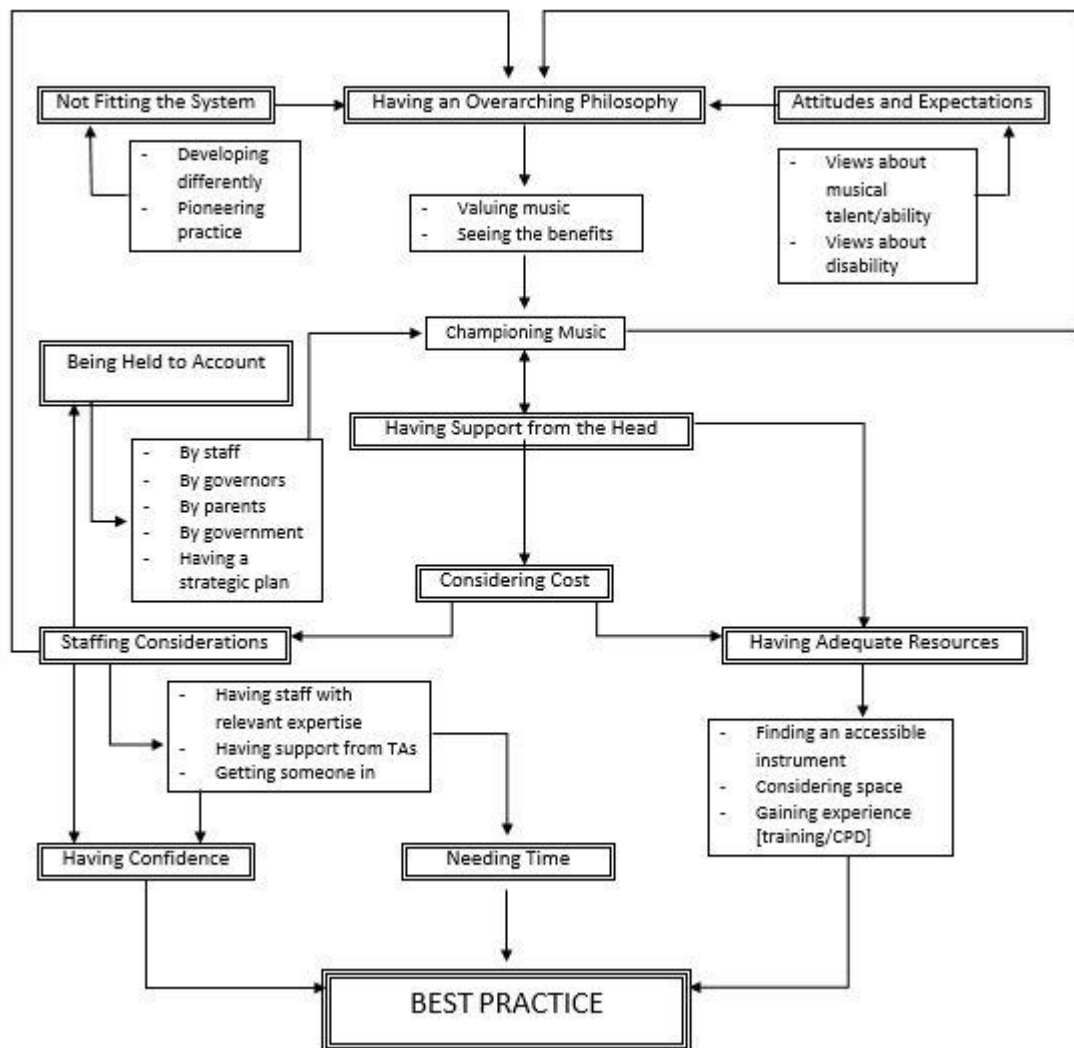 Not Fitting the System
Having an Overarching Philosophy
Attitudes and Expectations
- Developing
differently
- Pioneering
practice
- Valuing music
- Seeing the benefits
- Views about
musical
talent/ability
- Views about
disability
Championing Music
Being Held to Account
Having Support from the Head
- By staff
- By governors
- By parents
- By government
- Having a
strategic plan
Considering Cost
Staffing Considerations
Having Adequate Resources
- Having staff with
relevant expertise
- Having support from TAs
- Getting someone in
- Finding an accessible
instrument
- Considering space
- Gaining experience
[training/CPD]
Having Confidence
Needing Time
BEST PRACTICE